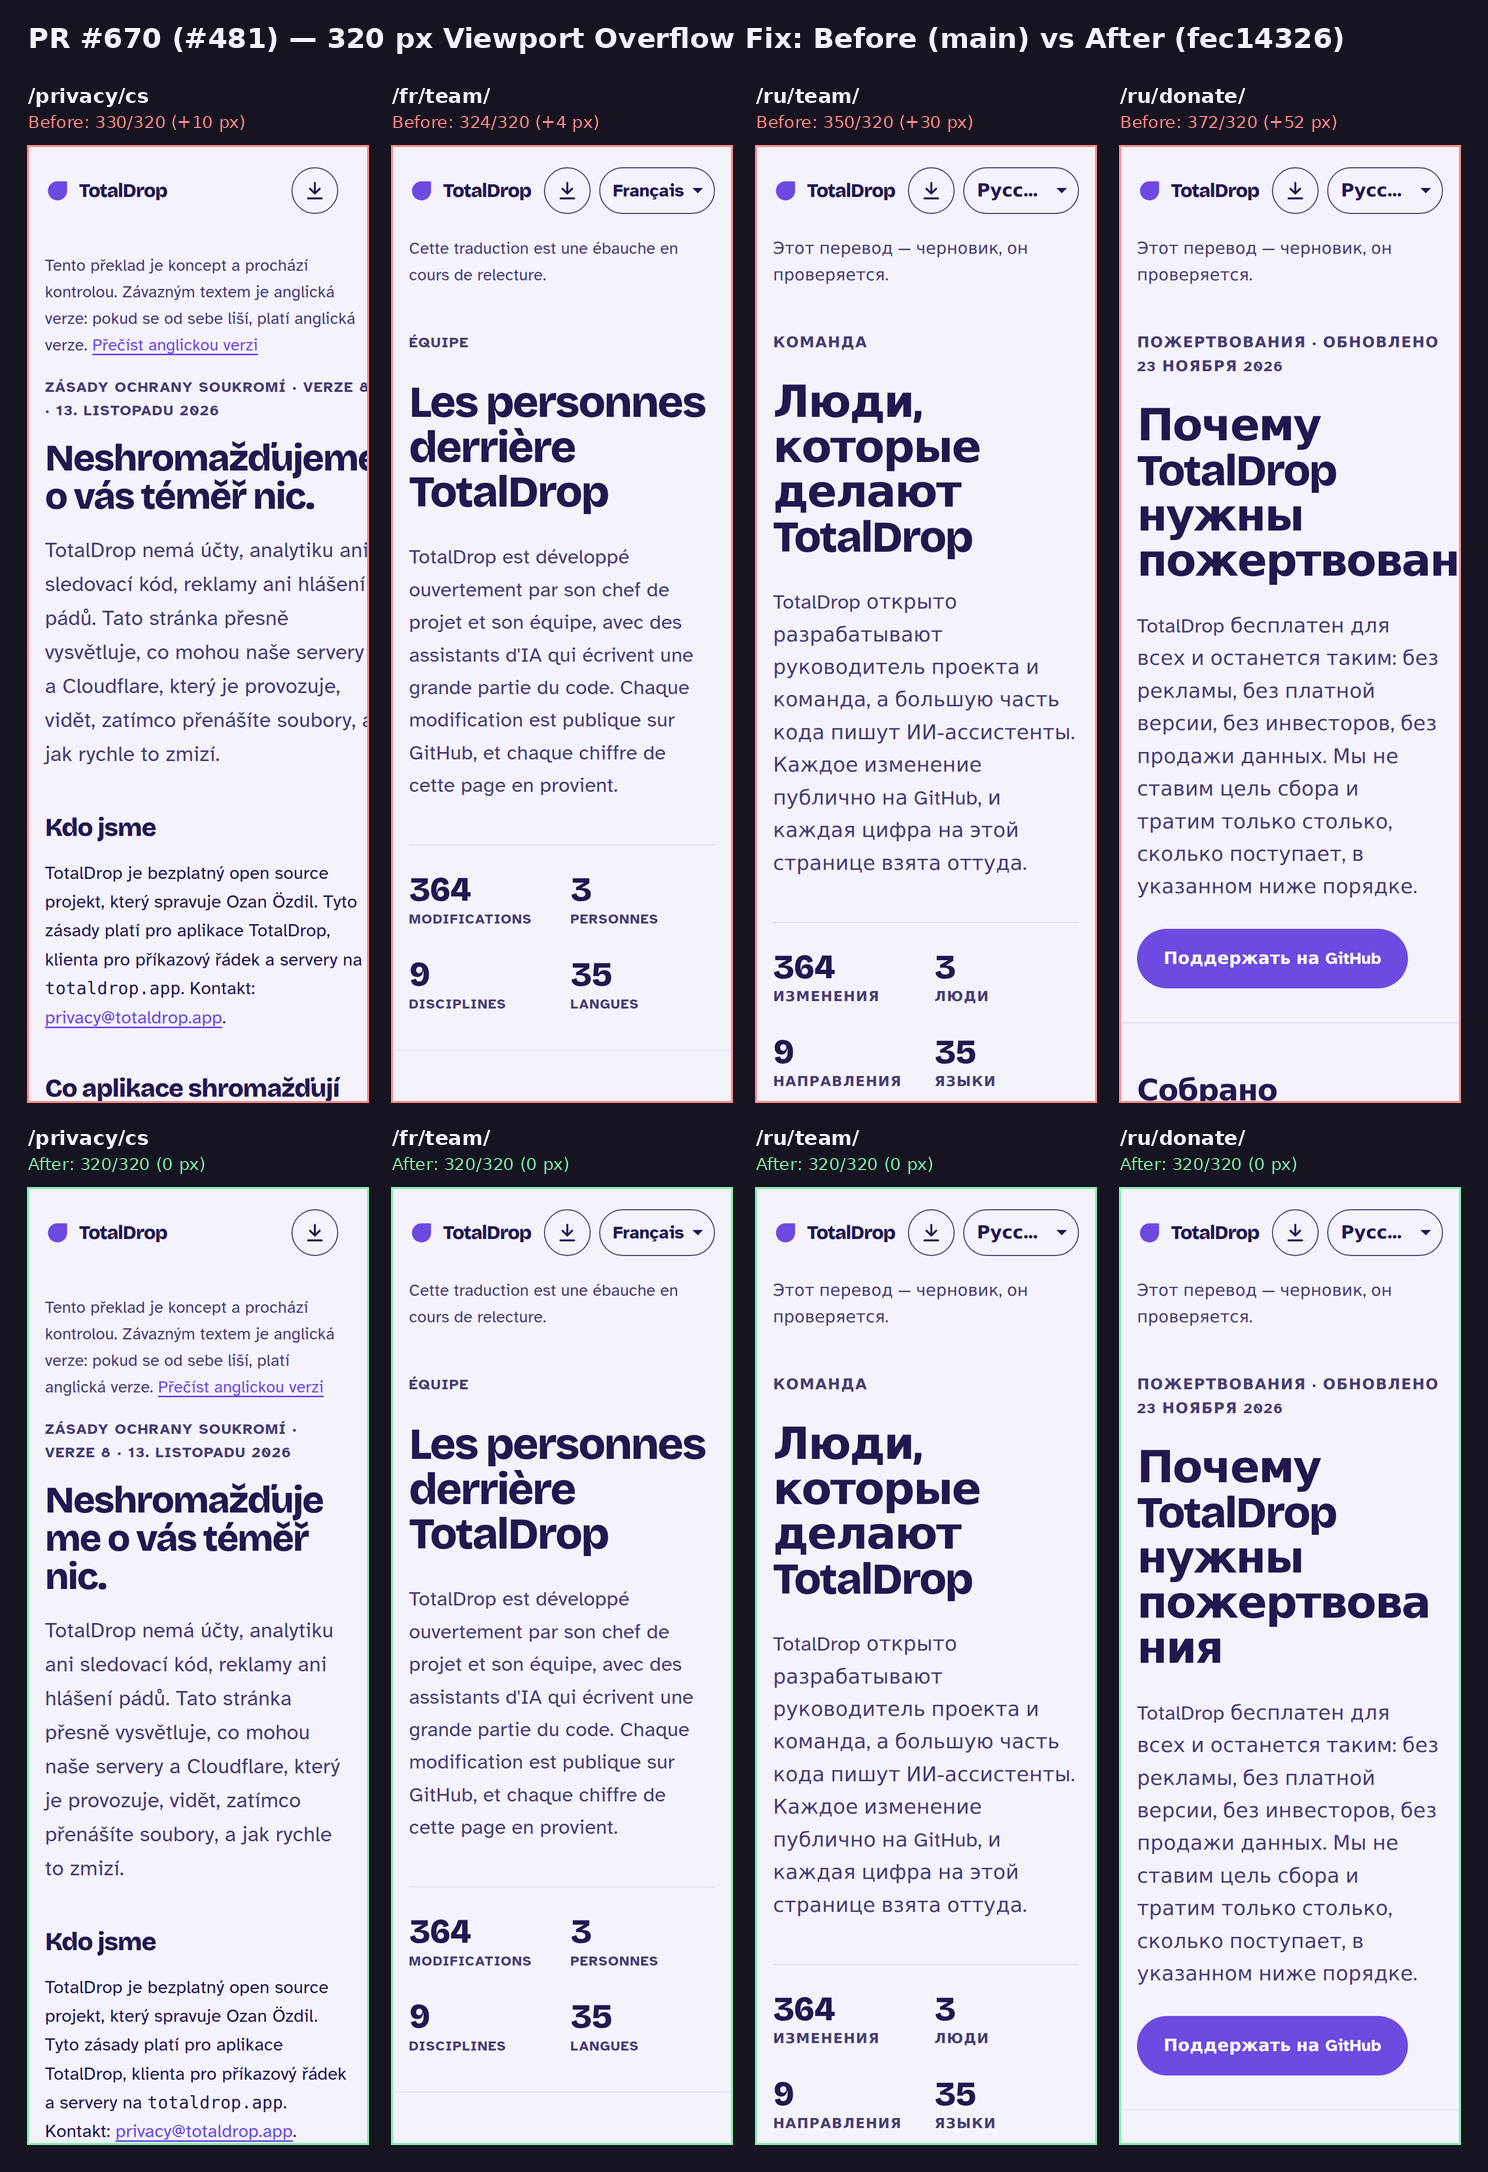 PR #670 (#481) — 320 px Viewport Overflow Fix: Before (main) vs After (fec14326)
/privacy/cs
Before: 330/320 (+10 px)
TotalDrop
Tento překlad je koncept a prochází
kontrolou. Závazným textem je anglická
verze: pokud se od sebe liší, platí anglická
verze. Přečíst anglickou verzi
ZÁSADY OCHRANY SOUKROMÍ · VERZE 8
· 13. LISTOPADU 2026
Neshromažďujeme
o vás téměř nic.
TotalDrop nemá účty, analytiku ani
sledovací kód, reklamy ani hlášení
pádů. Tato stránka přesně
vysvětluje, co mohou naše servery
a Cloudflare, který je provozuje,
vidět, zatímco přenášíte soubory, a
jak rychle to zmizí.
Kdo jsme
TotalDrop je bezplatný open source
projekt, který spravuje Ozan Özdil. Tyto
zásady platí pro aplikace TotalDrop,
klienta pro příkazový řádek a servery na
totaldrop.app. Kontakt:
privacy@totaldrop.app.
Co aplikace shromažďují
/fr/team/
Before: 324/320 (+4 px)
TotalDrop
Français
Cette traduction est une ébauche en
cours de relecture.
ÉQUIPE
Les personnes
derrière
TotalDrop
TotalDrop est développé
ouvertement par son chef de
projet et son équipe, avec des
assistants d'IA qui écrivent une
grande partie du code. Chaque
modification est publique sur
GitHub, et chaque chiffre de
cette page en provient.
364
MODIFICATIONS
3
PERSONNES
9
DISCIPLINES
35
LANGUES
/ru/team/
Before: 350/320 (+30 px)
TotalDrop
Русс...
Этот перевод — черновик, он
проверяется.
КОМАНДА
Люди,
которые
делают
TotalDrop
TotalDrop открыто
разрабатывают
руководитель проекта и
команда, а большую часть
кода пишут ИИ-ассистенты.
Каждое изменение
публично на GitHub, и
каждая цифра на этой
странице взята оттуда.
364
ИЗМЕНЕНИЯ
3
ЛЮДИ
9
НАПРАВЛЕНИЯ
35
ЯЗЫКИ
/ru/donate/
Before: 372/320 (+52 px)
TotalDrop
Русс...
Этот перевод — черновик, он
проверяется.
ПОЖЕРТВОВАНИЯ · ОБНОВЛЕНО
23 НОЯБРЯ 2026
Почему
TotalDrop
нужны
пожертвован
TotalDrop бесплатен для
всех и останется таким: без
рекламы, без платной
версии, без инвесторов, без
продажи данных. Мы не
ставим цель сбора и
тратим только столько,
сколько поступает, в
указанном ниже порядке.
Поддержать на GitHub
Собрано
/privacy/cs
After: 320/320 (0 px)
TotalDrop
Tento překlad je koncept a prochází
kontrolou. Závazným textem je anglická
verze: pokud se od sebe liší, platí
anglická verze. Přečíst anglickou verzi
ZÁSADY OCHRANY SOUKROMÍ ·
VERZE 8 · 13. LISTOPADU 2026
Neshromažďuje
me o vás téměř
nic.
TotalDrop nemá účty, analytiku
ani sledovací kód, reklamy ani
hlášení pádů. Tato stránka
přesně vysvětluje, co mohou
naše servery a Cloudflare, který
je provozuje, vidět, zatímco
přenášíte soubory, a jak rychle
to zmizí.
Kdo jsme
TotalDrop je bezplatný open source
projekt, který spravuje Ozan Özdil.
Tyto zásady platí pro aplikace
TotalDrop, klienta pro příkazový řádek
a servery na totaldrop.app.
Kontakt: privacy@totaldrop.app.
/fr/team/
After: 320/320 (0 px)
TotalDrop
Français
Cette traduction est une ébauche en
cours de relecture.
ÉQUIPE
Les personnes
derrière
TotalDrop
TotalDrop est développé
ouvertement par son chef de
projet et son équipe, avec des
assistants d'IA qui écrivent une
grande partie du code. Chaque
modification est publique sur
GitHub, et chaque chiffre de
cette page en provient.
364
MODIFICATIONS
3
PERSONNES
9
DISCIPLINES
35
LANGUES
/ru/team/
After: 320/320 (0 px)
TotalDrop
Русс...
Этот перевод — черновик, он
проверяется.
КОМАНДА
Люди,
которые
делают
TotalDrop
TotalDrop открыто
разрабатывают
руководитель проекта и
команда, а большую часть
кода пишут ИИ-ассистенты.
Каждое изменение
публично на GitHub, и
каждая цифра на этой
странице взята оттуда.
364
ИЗМЕНЕНИЯ
3
ЛЮДИ
9
НАПРАВЛЕНИЯ
35
ЯЗЫКИ
/ru/donate/
After: 320/320 (0 px)
TotalDrop
Русс...
Этот перевод — черновик, он
проверяется.
ПОЖЕРТВОВАНИЯ · ОБНОВЛЕНО
23 НОЯБРЯ 2026
Почему
TotalDrop
нужны
пожертвова
ния
TotalDrop бесплатен для
всех и останется таким: без
рекламы, без платной
версии, без инвесторов, без
продажи данных. Мы не
ставим цель сбора и
тратим только столько,
сколько поступает, в
указанном ниже порядке.
Поддержать на GitHub